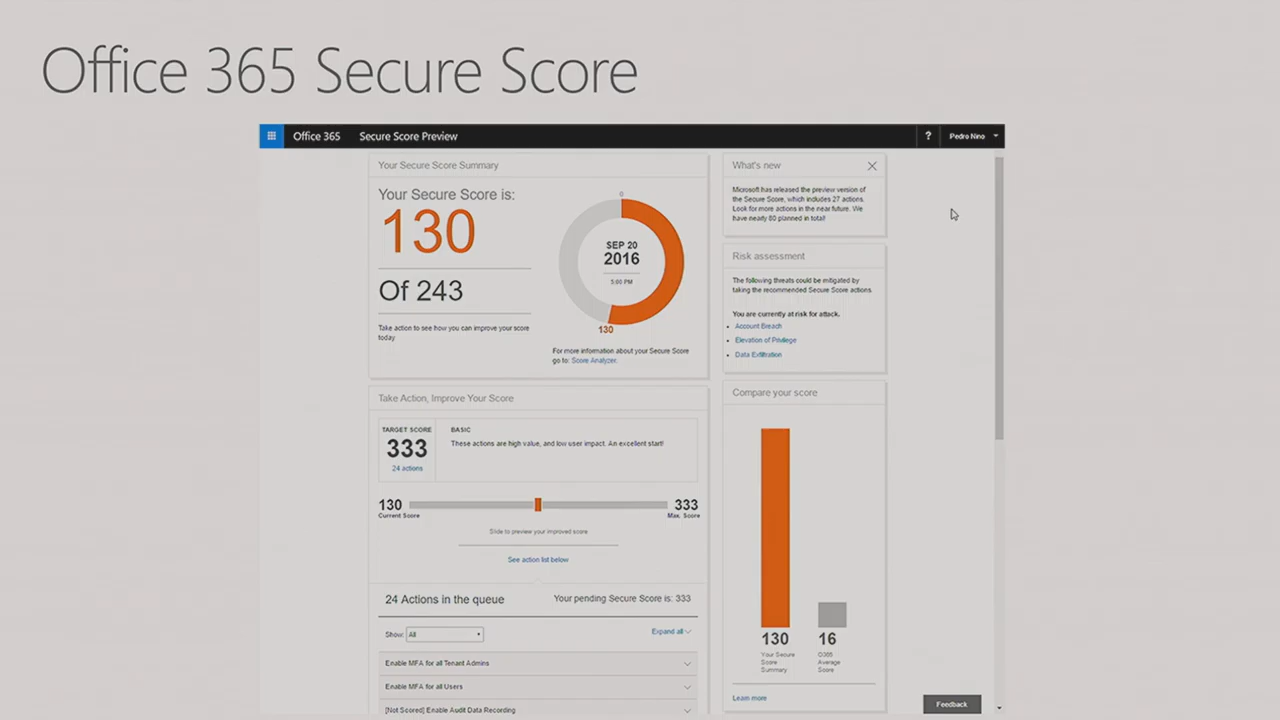 Office 365 Secure Score
Office 365 Secure Score Preview ? Pedro Nino
Your Secure Score Summary
Your Secure Score is:
130
Of 243
Take action to see how you can improve your score
today
0
SEP 20
2016
5:00 PM
130
For more information about your Secure Score
go to: Score Analyzer.
What's new
Microsoft has released the preview version of
the Secure Score, which includes 27 actions.
Look for more actions in the near future. We
have nearly 80 planned in total!
Risk assessment
The following threats could be mitigated by
taking the recommended Secure Score actions.
You are currently at risk for attack.
Account Breach
Elevation of Privilege
Data Exfiltration
Take Action, Improve Your Score
TARGET SCORE
333
24 actions
BASIC
These actions are high value, and low user impact. An excellent start!
130
Current Score
333
Max. Score
Slide to preview your improved score
See action list below
24 Actions in the queue
Your pending Secure Score is: 333
Show: All
Expand all
Enable MFA for all Tenant Admins
Enable MFA for all Users
[Not Scored] Enable Audit Data Recording
Compare your score
130
Your Secure
Score
Summary
16
O365
Average
Score
Learn more
Feedback